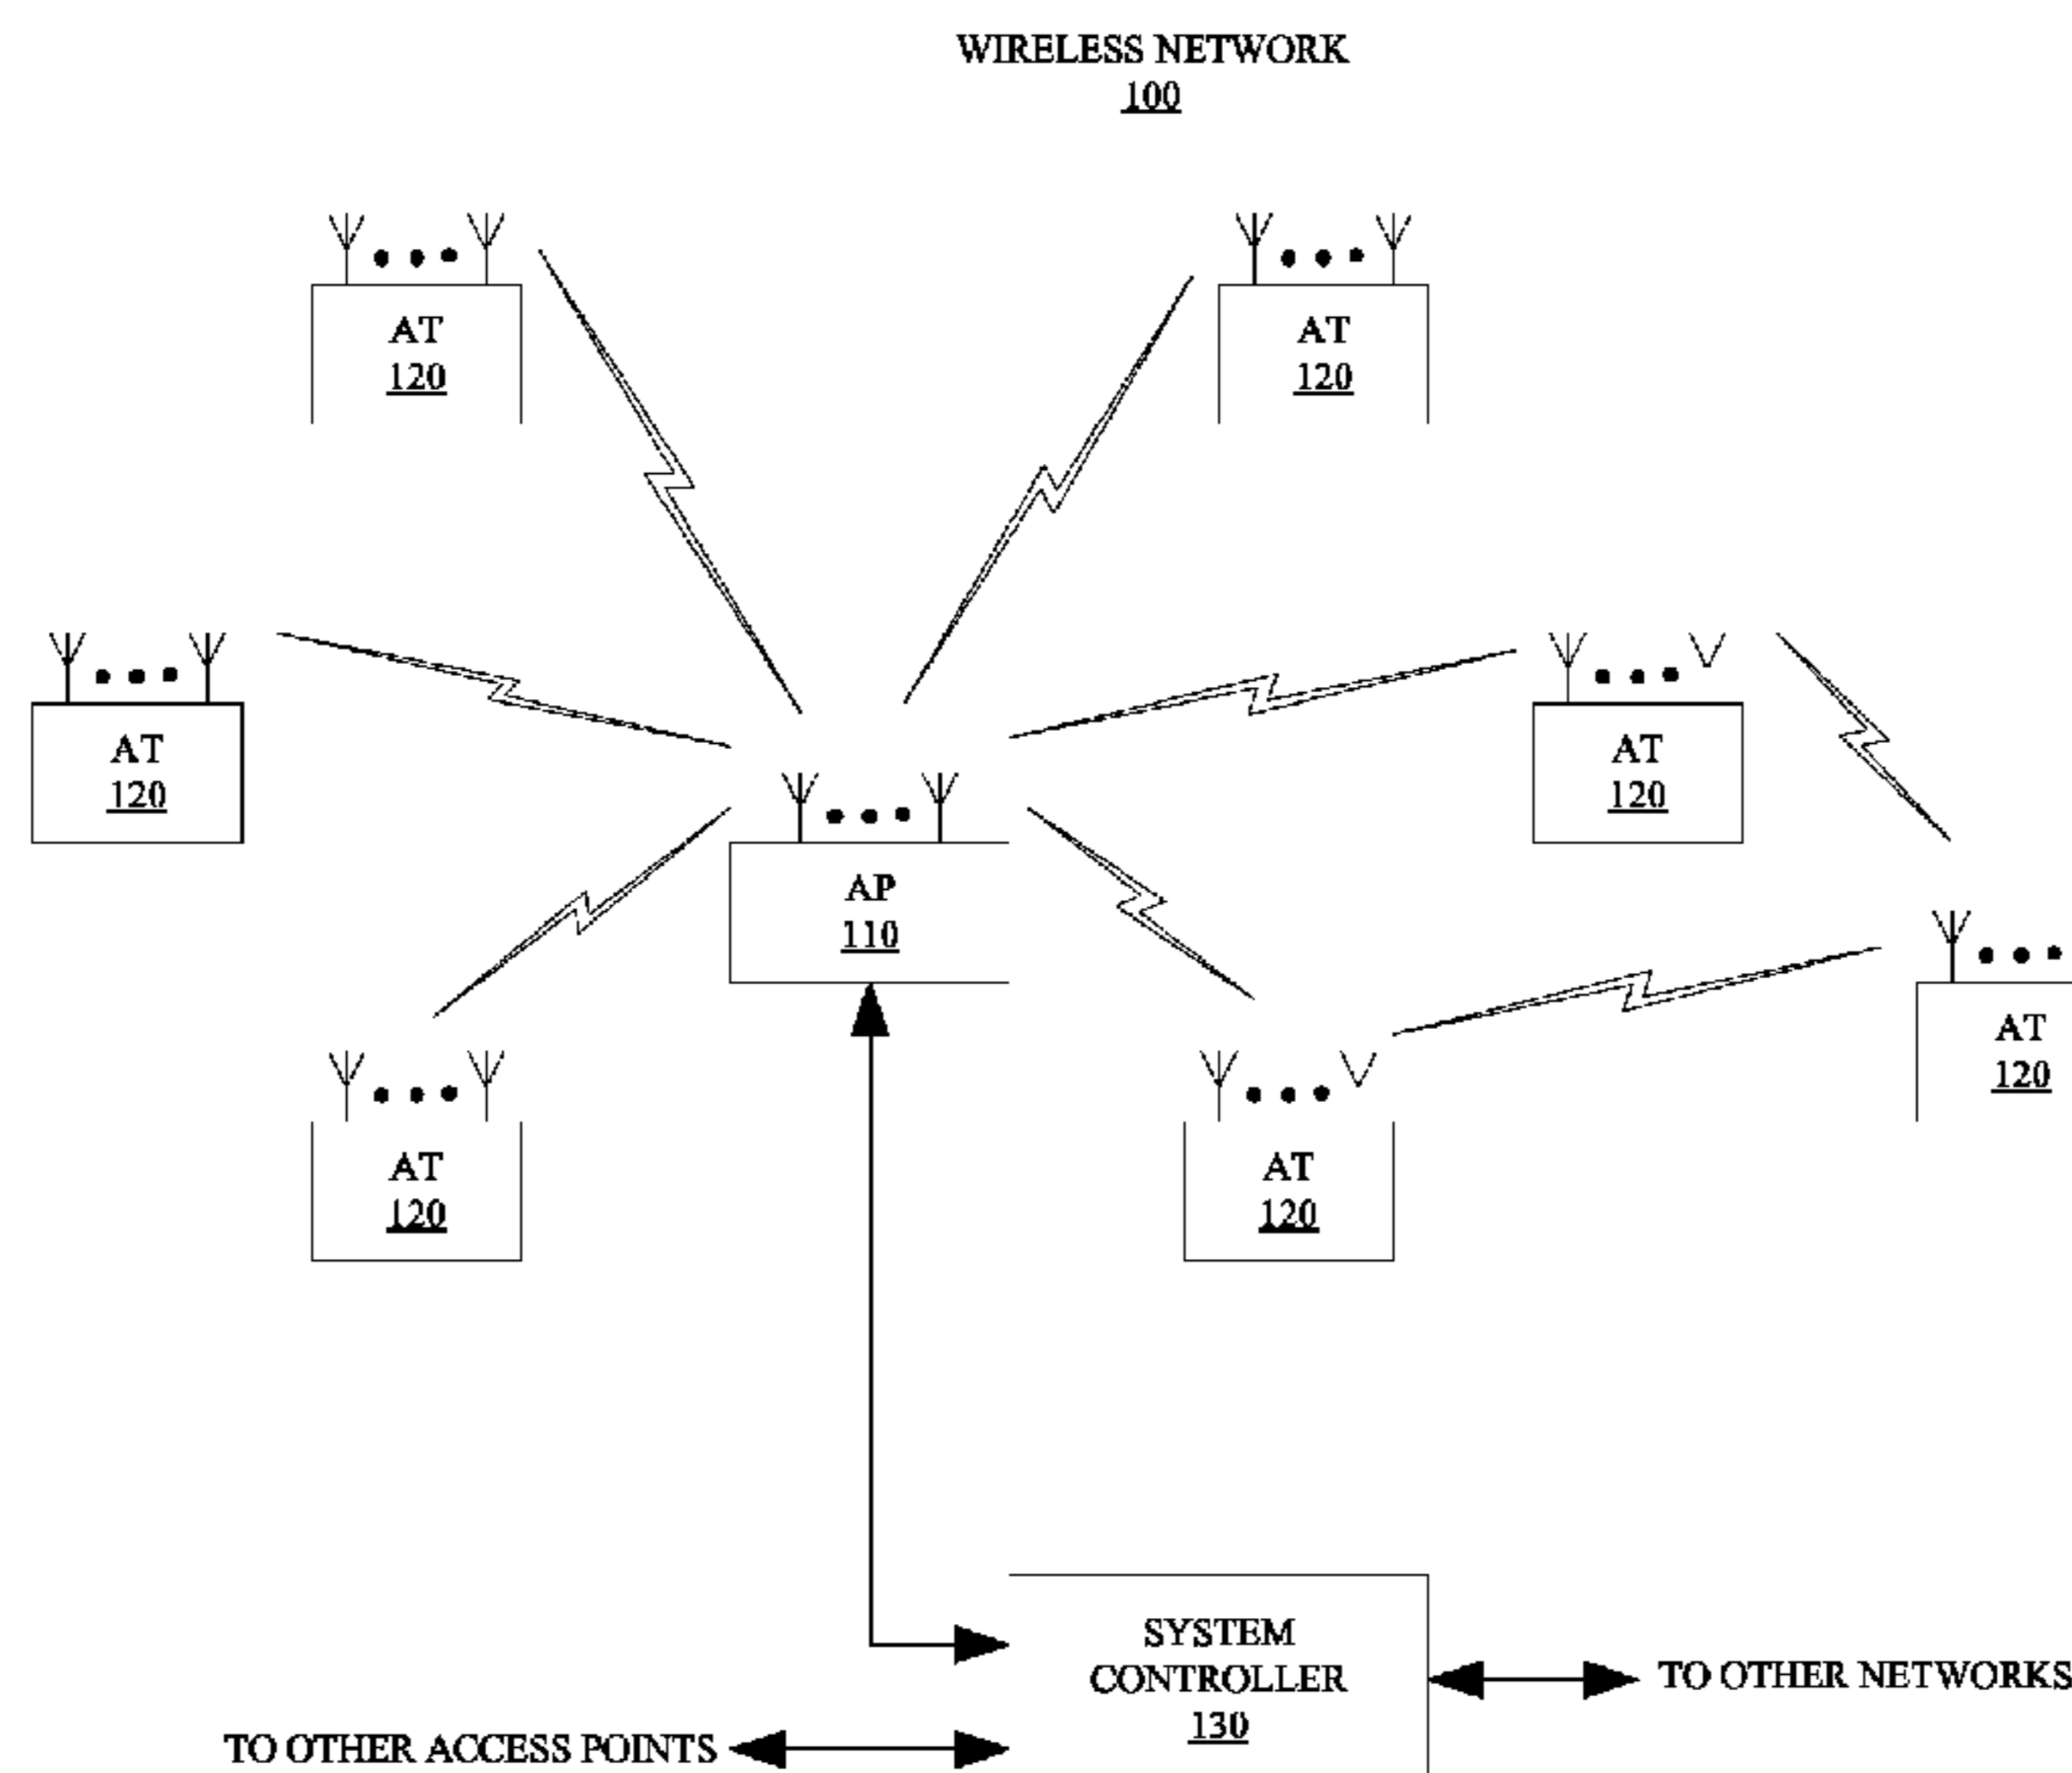 WIRELESS NETWORK
100
AT
120
AT
120
AT
120
AT
120
AP
110
AT
120
AT
120
AT
120
SYSTEM
CONTROLLER
130
TO OTHER NETWORKS
TO OTHER ACCESS POINTS